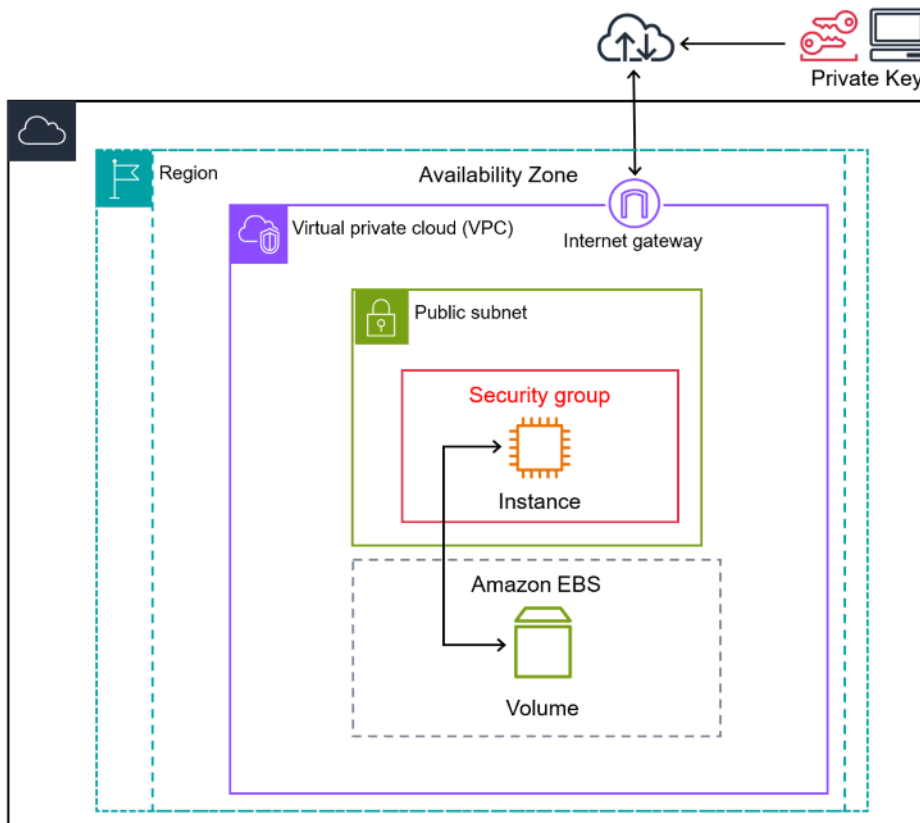 Private Key
Region
Availability Zone
Virtual private cloud (VPC)
Internet gateway
Public subnet
Security group
Instance
Amazon EBS
Volume